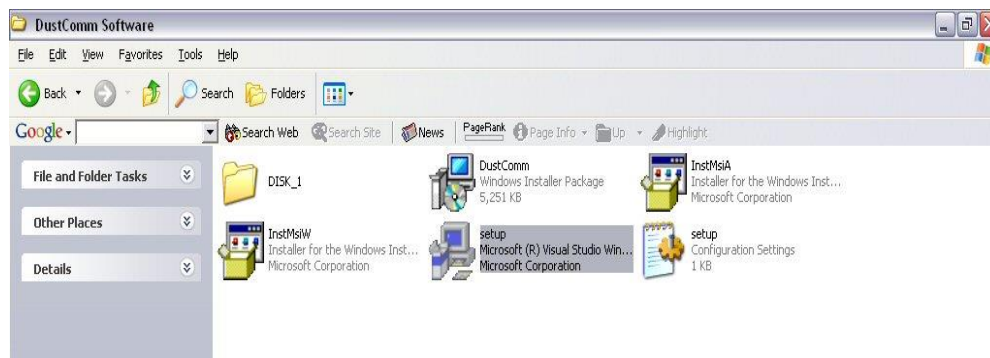 DustComm Software
File Edit View Favorites Tools Help
Back Search Folders
Google Search Web Search Site News PageRank Page Info Up Highlight
File and Folder Tasks
Other Places
Details
DISK_1
DustComm
Windows Installer Package
5,251 KB
InstMsiA
Installer for the Windows Inst...
Microsoft Corporation
InstMsiW
Installer for the Windows Inst...
Microsoft Corporation
setup
Microsoft (R) Visual Studio Win...
Microsoft Corporation
setup
Configuration Settings
1 KB